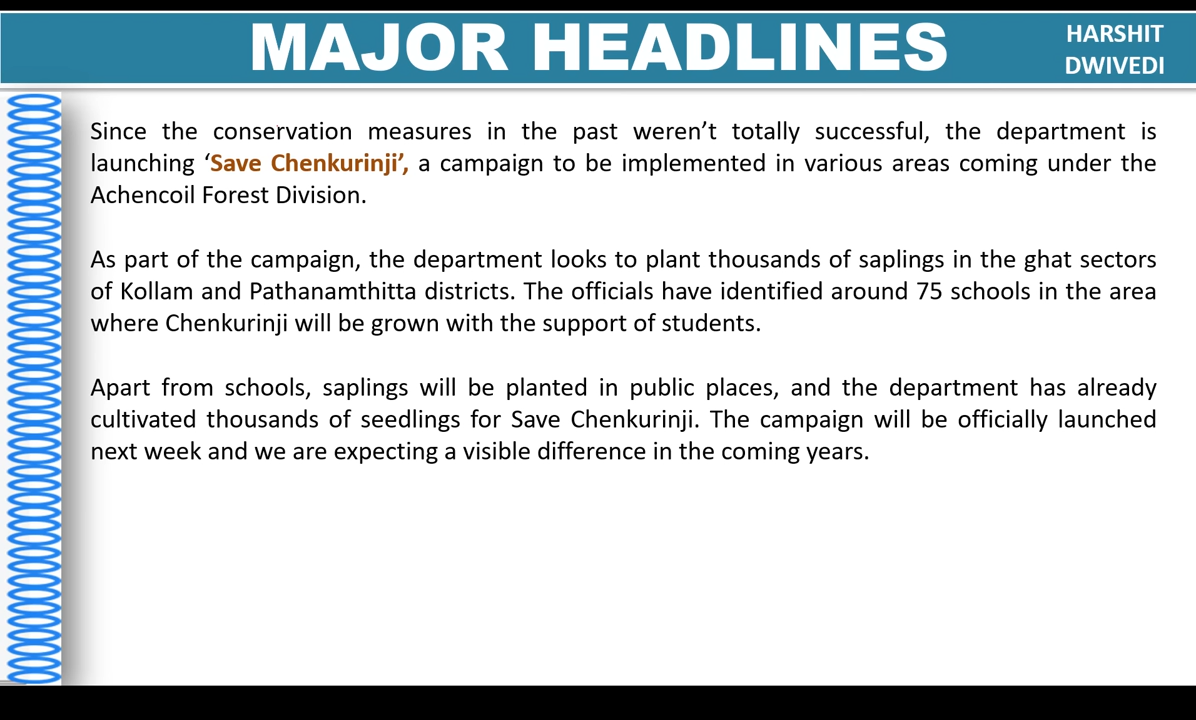 MAJOR HEADLINES
HARSHIT
DWIVEDI
Since the conservation measures in the past weren’t totally successful, the department is
launching ‘Save Chenkurinji’, a campaign to be implemented in various areas coming under the
Achencoil Forest Division.
As part of the campaign, the department looks to plant thousands of saplings in the ghat sectors
of Kollam and Pathanamthitta districts. The officials have identified around 75 schools in the area
where Chenkurinji will be grown with the support of students.
Apart from schools, saplings will be planted in public places, and the department has already
cultivated thousands of seedlings for Save Chenkurinji. The campaign will be officially launched
next week and we are expecting a visible difference in the coming years.